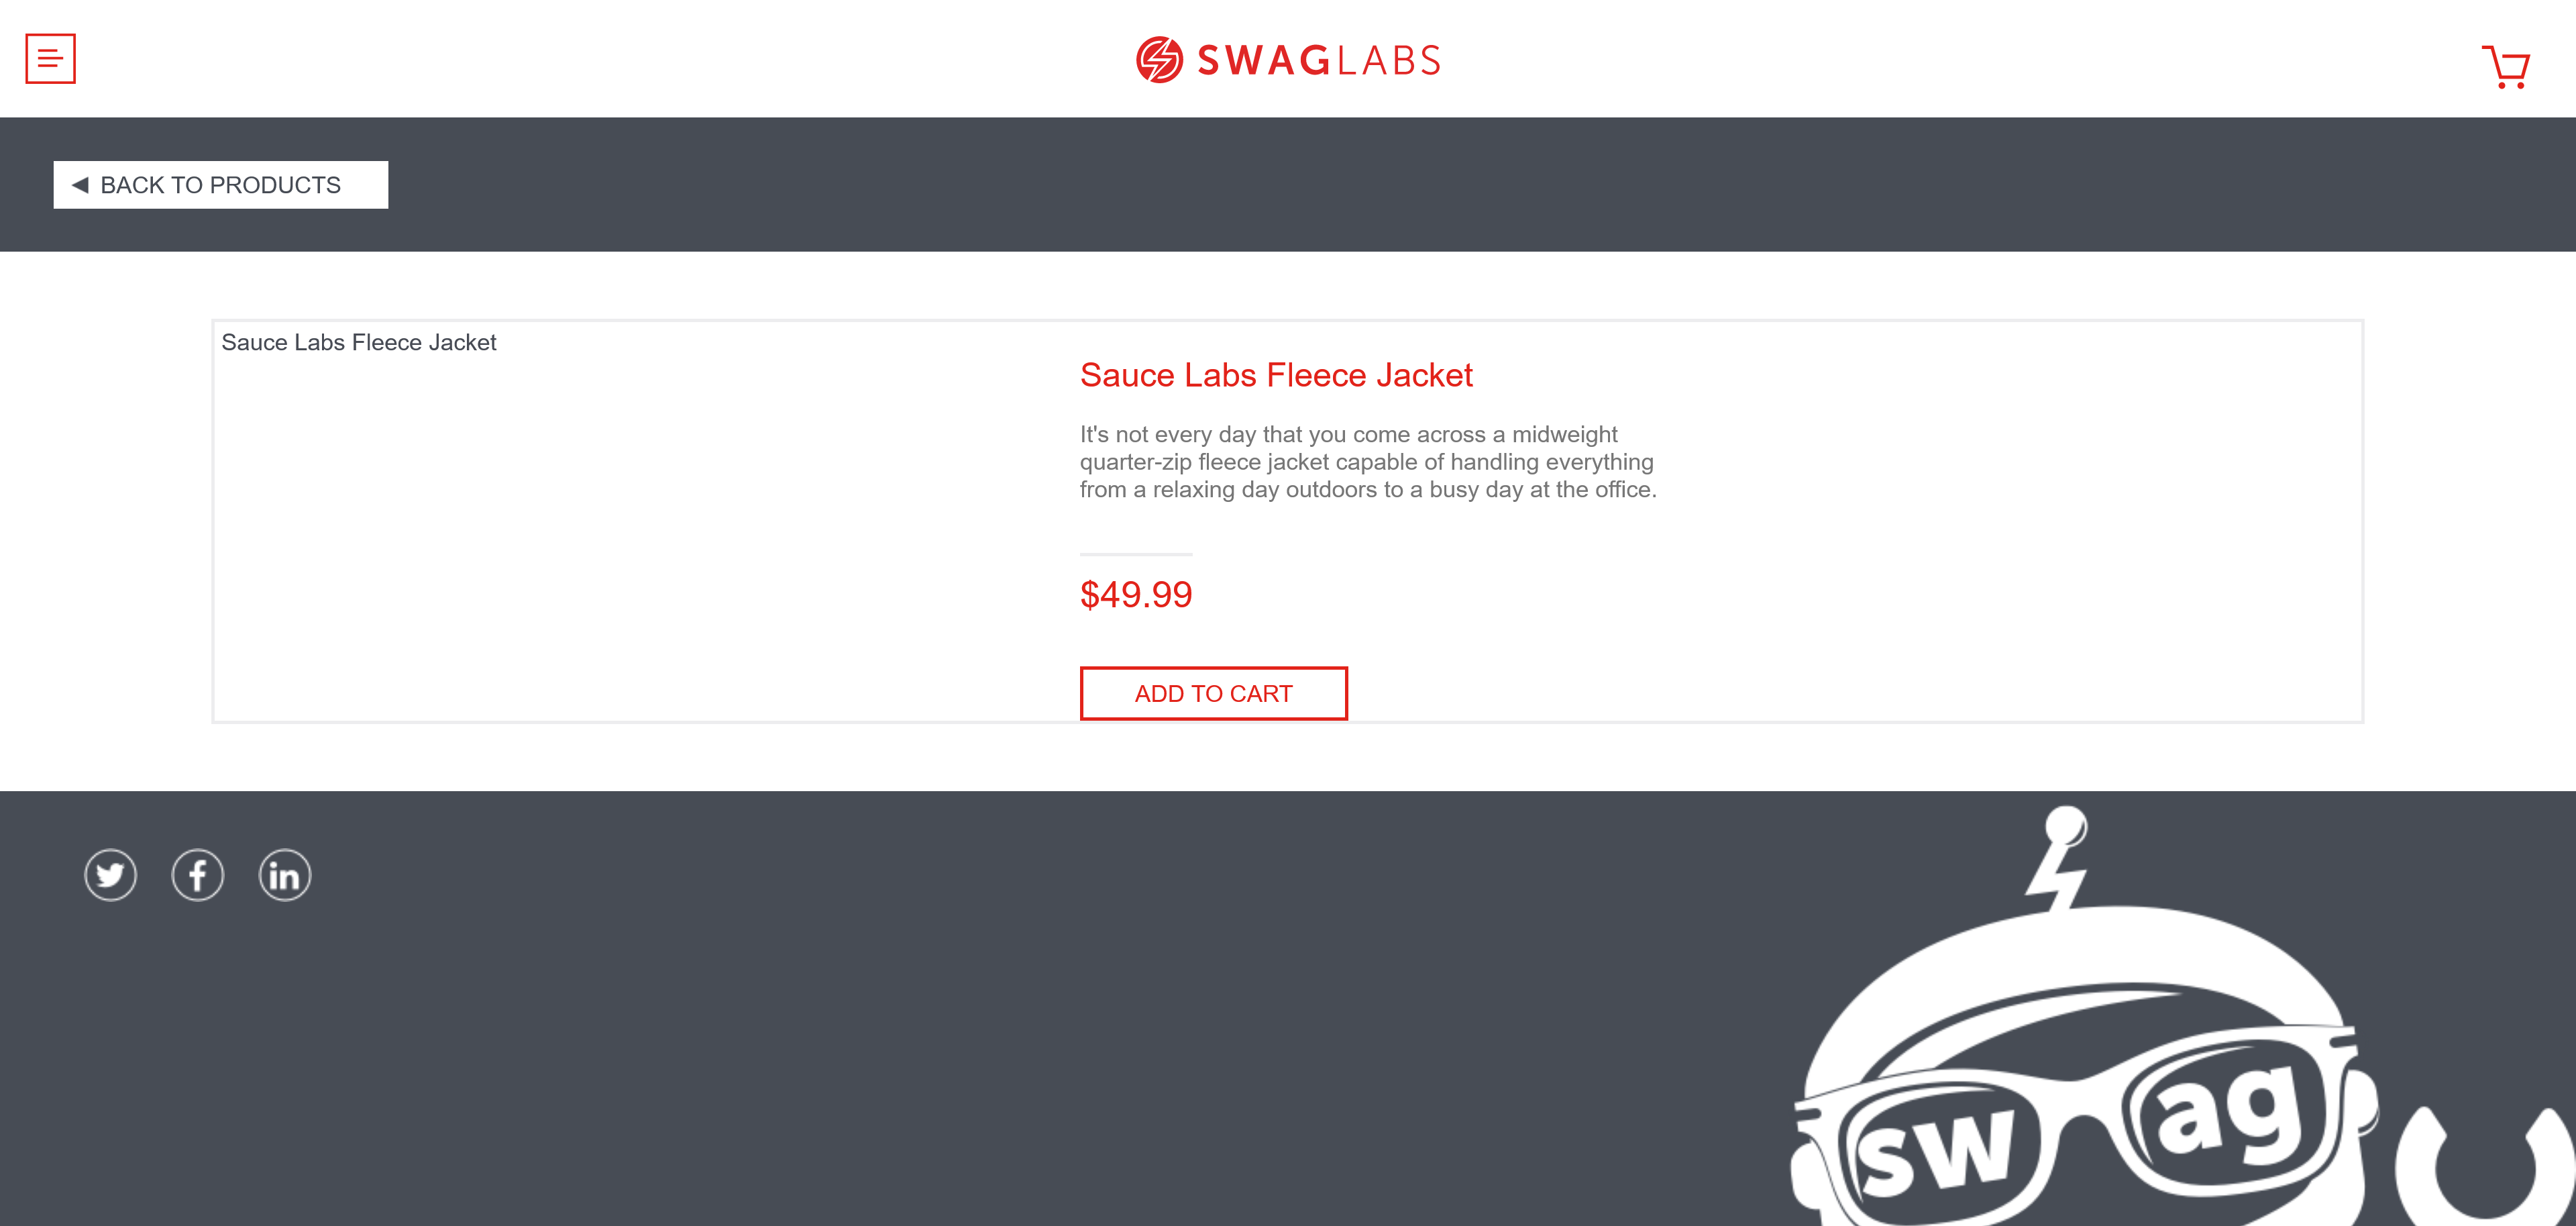 SWAGLABS
BACK TO PRODUCTS
Sauce Labs Fleece Jacket
Sauce Labs Fleece Jacket
It's not every day that you come across a midweight
quarter-zip fleece jacket capable of handling everything
from a relaxing day outdoors to a busy day at the office.
$49.99
ADD TO CART
f
in
sw ag